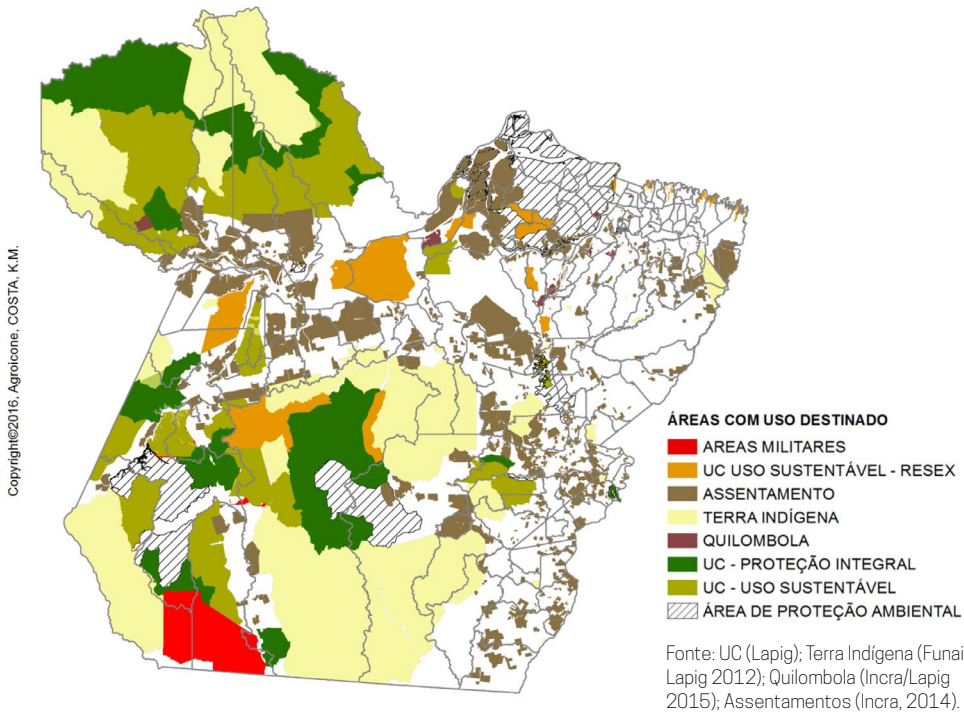 Copyright©2016, Agroicone, COSTA, K.M.
ÁREAS COM USO DESTINADO
AREAS MILITARES
UC USO SUSTENTÁVEL - RESEX
ASSENTAMENTO
TERRA INDÍGENA
QUILOMBOLA
UC - PROTEÇÃO INTEGRAL
UC - USO SUSTENTÁVEL
ÁREA DE PROTEÇÃO AMBIENTAL
Fonte: UC (Lapig); Terra Indígena (Funai
Lapig 2012); Quilombola (Incra/Lapig
2015); Assentamentos (Incra, 2014).